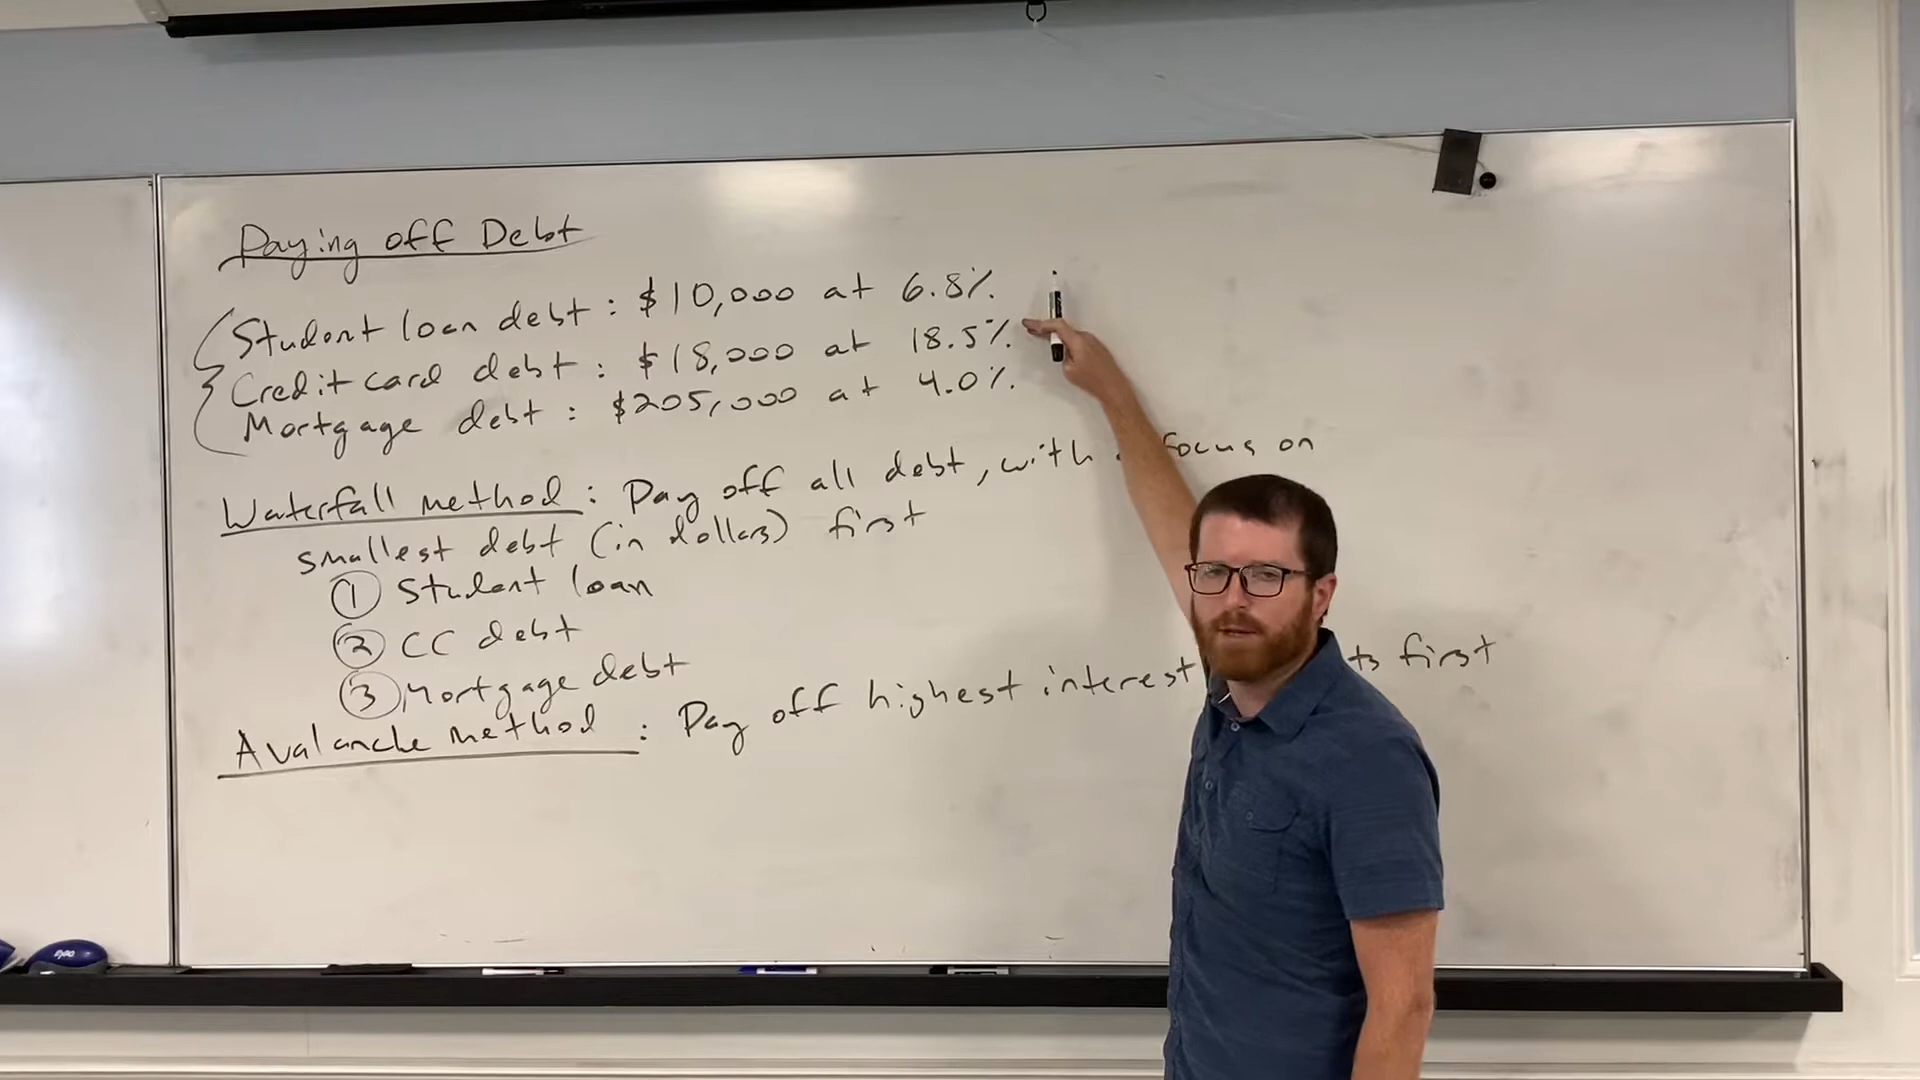 Paying off Debt
Student loan debt : $10,000 at 6.8%
Credit card debt : $18,000 at 18.5%
Mortgage debt : $205,000 at 4.0%
Waterfall method : Pay off all debt, with focus on
smallest debt (in dollars) first
① Student loan
② CC debt
③ Mortgage debt
Avalanche method : Pay off highest interest first
EXPO